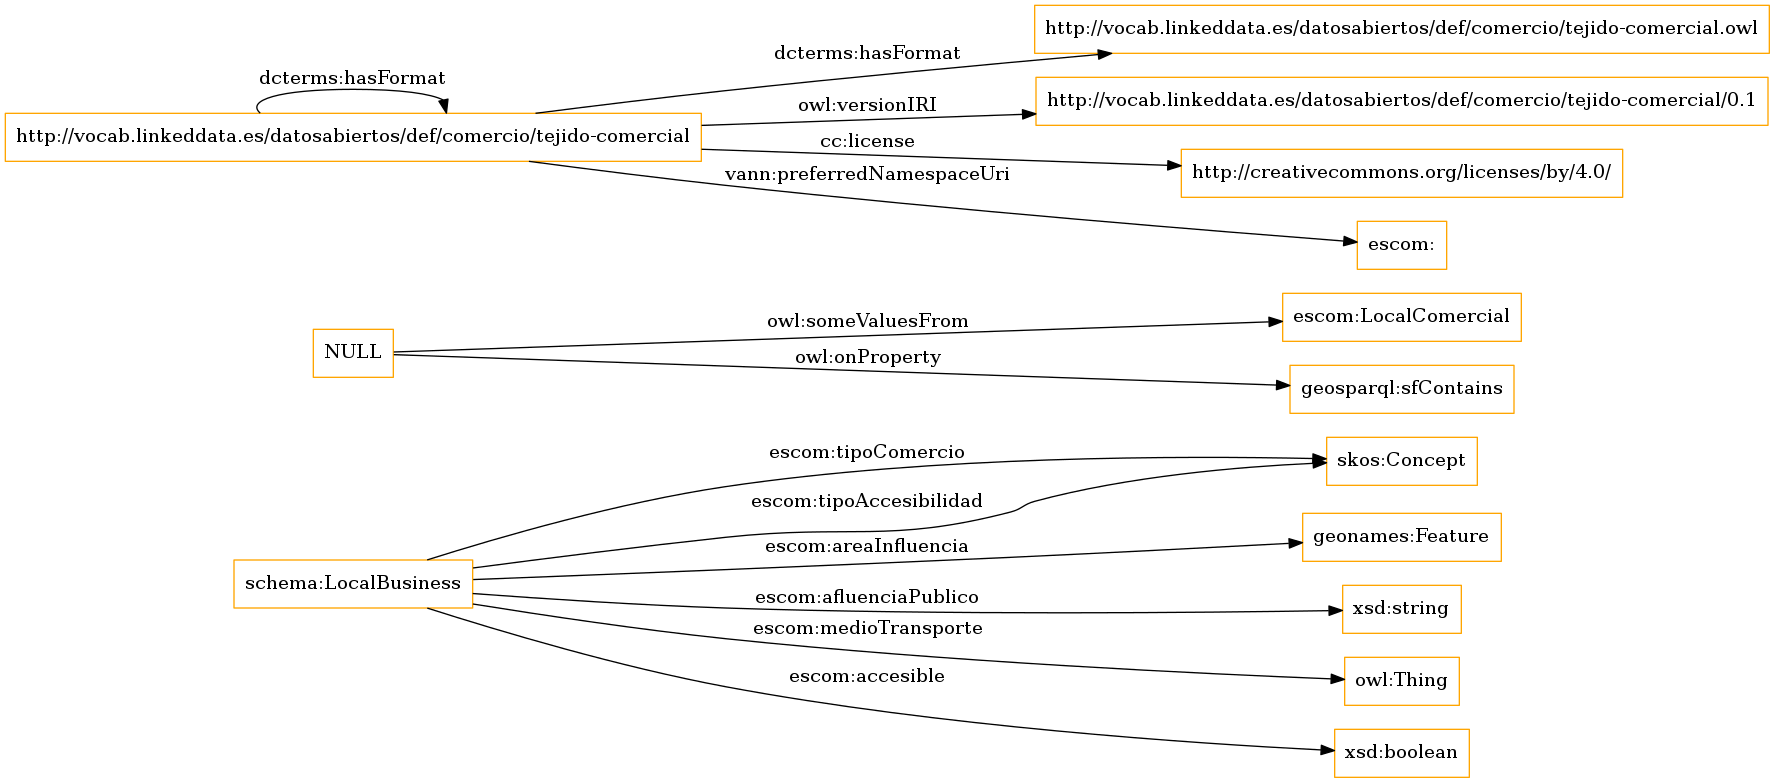 http://vocab.linkeddata.es/datosabiertos/def/comercio/tejido-comercial.owl
dcterms:hasFormat
dcterms:hasFormat
http://vocab.linkeddata.es/datosabiertos/def/comercio/tejido-comercial/0.1
owl:versionIRI
http://vocab.linkeddata.es/datosabiertos/def/comercio/tejido-comercial
cc:license
http://creativecommons.org/licenses/by/4.0/
vann:preferredNamespaceUri
escom:
owl:someValuesFrom
escom:LocalComercial
NULL
owl:onProperty
geosparql:sfContains
escom:tipoComercio
skos:Concept
escom:tipoAccesibilidad
geonames:Feature
escom:areaInfluencia
schema:LocalBusiness
escom:afluenciaPublico
xsd:string
escom:medioTransporte
owl:Thing
escom:accesible
xsd:boolean